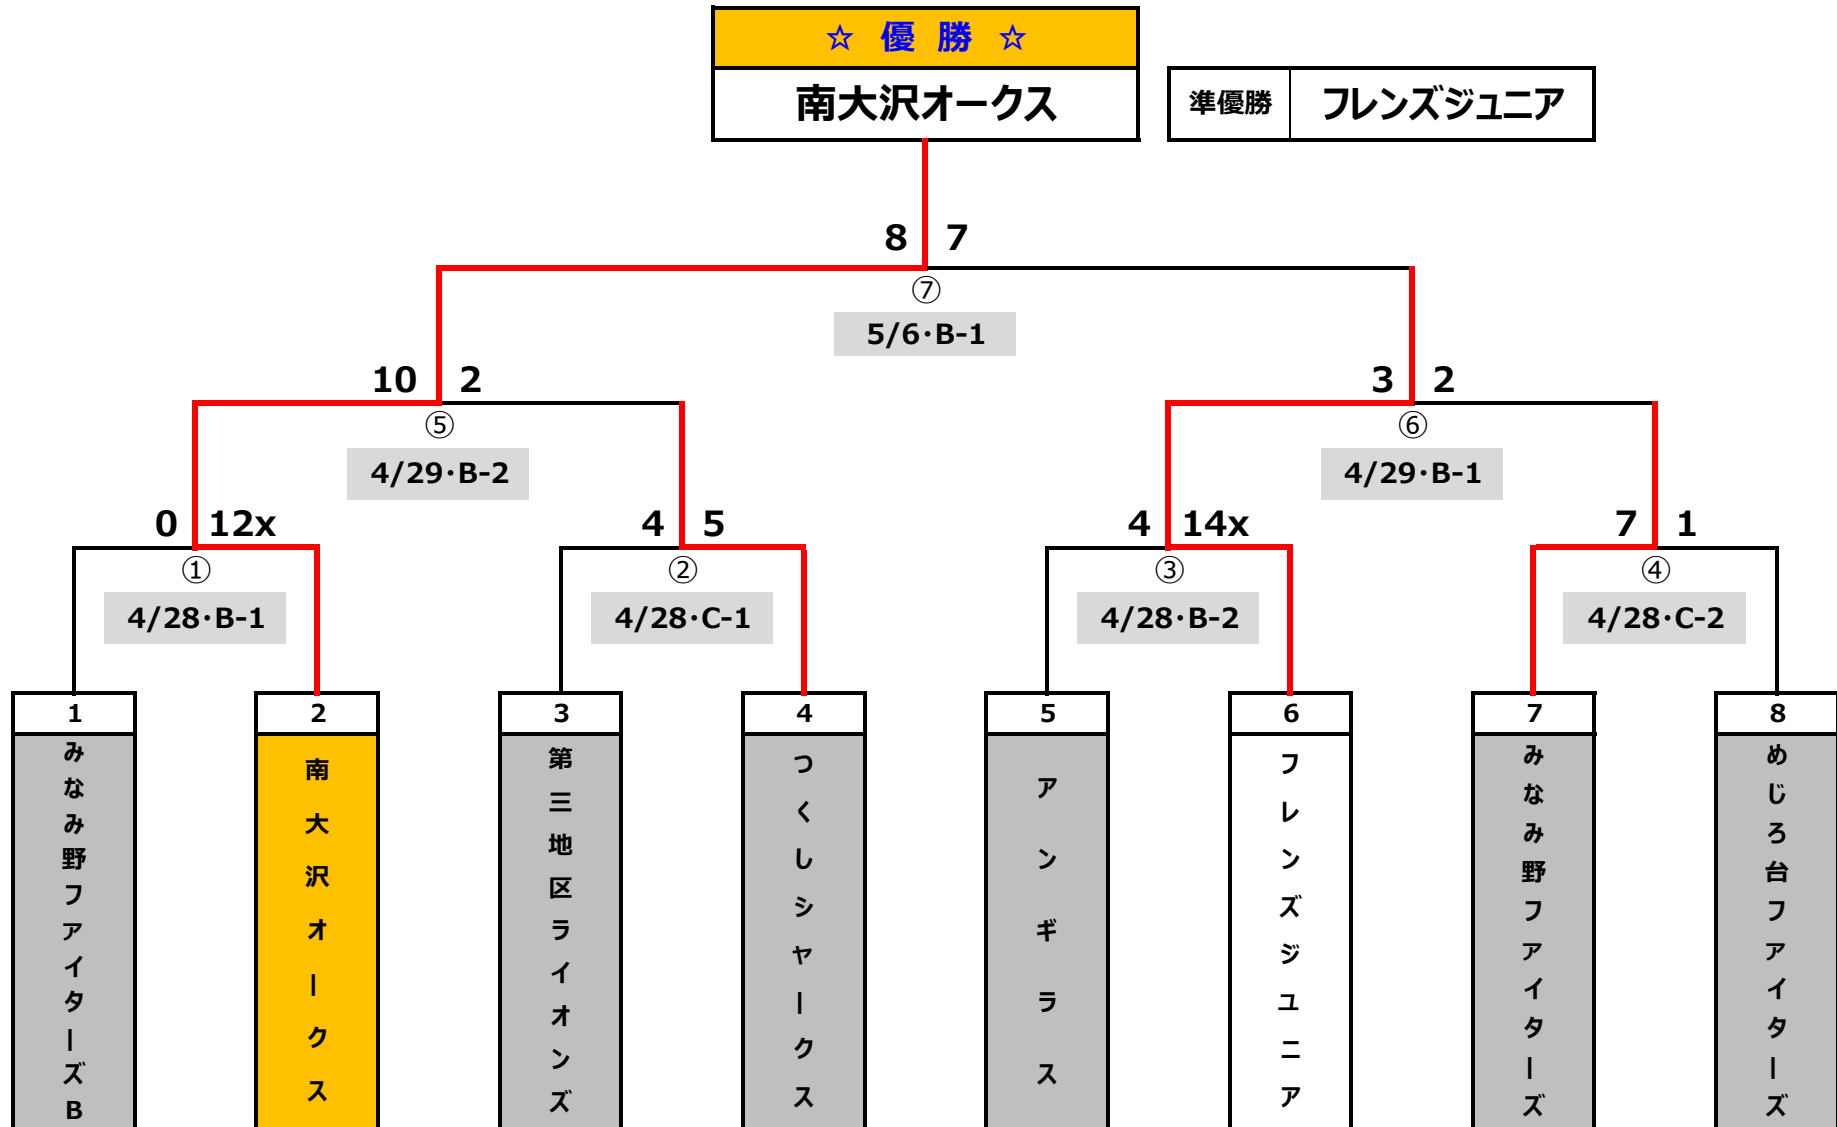 ☆ 優 勝 ☆
南大沢オークス
準優勝 フレンズジュニア
8 7
⑦
5/6・B-1
10 2
3 2
⑤
⑥
4/29・B-2
4/29・B-1
0 12x
4 5
4 14x
7 1
①
②
③
④
4/28・B-1
4/28・C-1
4/28・B-2
4/28・C-2
1
みなみ野ファイターズB
2
南大沢オークス
3
第三地区ライオンズ
4
つくしシャークス
5
アンギラス
6
フレンズジュニア
7
みなみ野ファイターズ
8
めじろ台ファイターズ